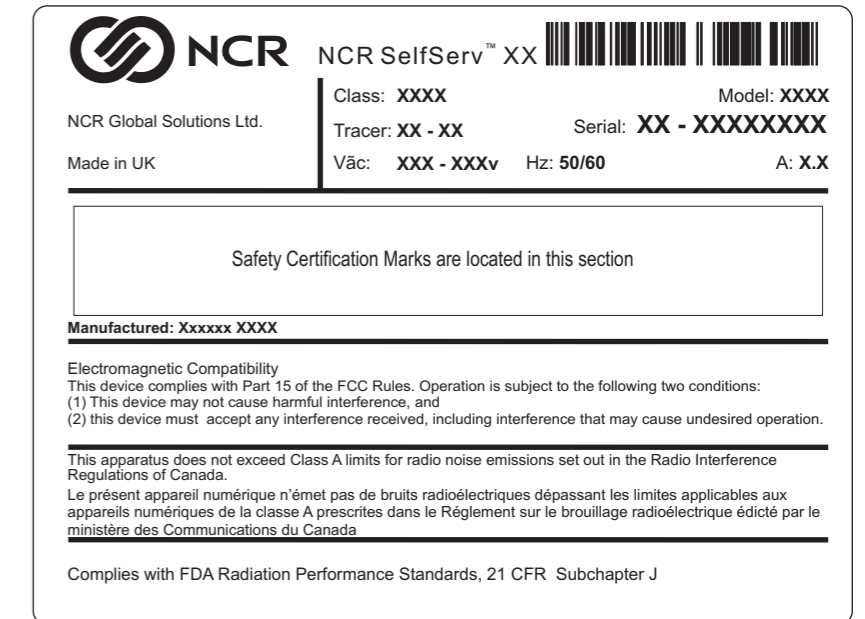 NCR NCR SelfServ™ XX
Class: XXXX Model: XXXX
NCR Global Solutions Ltd.
Tracer: XX - XX Serial: XX - XXXXXXXX
Made in UK
Vãc: XXX - XXXv Hz: 50/60 A: X.X
Safety Certification Marks are located in this section
Manufactured: Xxxxxx XXXX
Electromagnetic Compatibility
This device complies with Part 15 of the FCC Rules. Operation is subject to the following two conditions:
(1) This device may not cause harmful interference, and
(2) this device must accept any interference received, including interference that may cause undesired operation.
This apparatus does not exceed Class A limits for radio noise emissions set out in the Radio Interference
Regulations of Canada.
Le présent appareil numérique n'émet pas de bruits radioélectriques dépassant les limites applicables aux
appareils numériques de la classe A prescrites dans le Réglement sur le brouillage radioélectrique édicté par le
ministère des Communications du Canada
Complies with FDA Radiation Performance Standards, 21 CFR Subchapter J